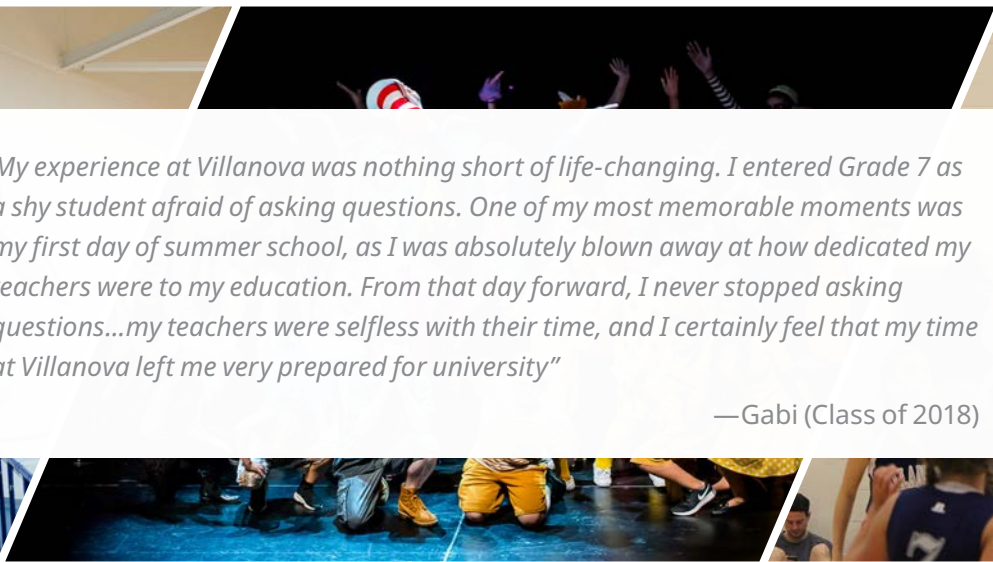 My experience at Villanova was nothing short of life-changing. I entered Grade 7 as
a shy student afraid of asking questions. One of my most memorable moments was
my first day of summer school, as I was absolutely blown away at how dedicated my
teachers were to my education. From that day forward, I never stopped asking
questions...my teachers were selfless with their time, and I certainly feel that my time
at Villanova left me very prepared for university”
—Gabi (Class of 2018)
7